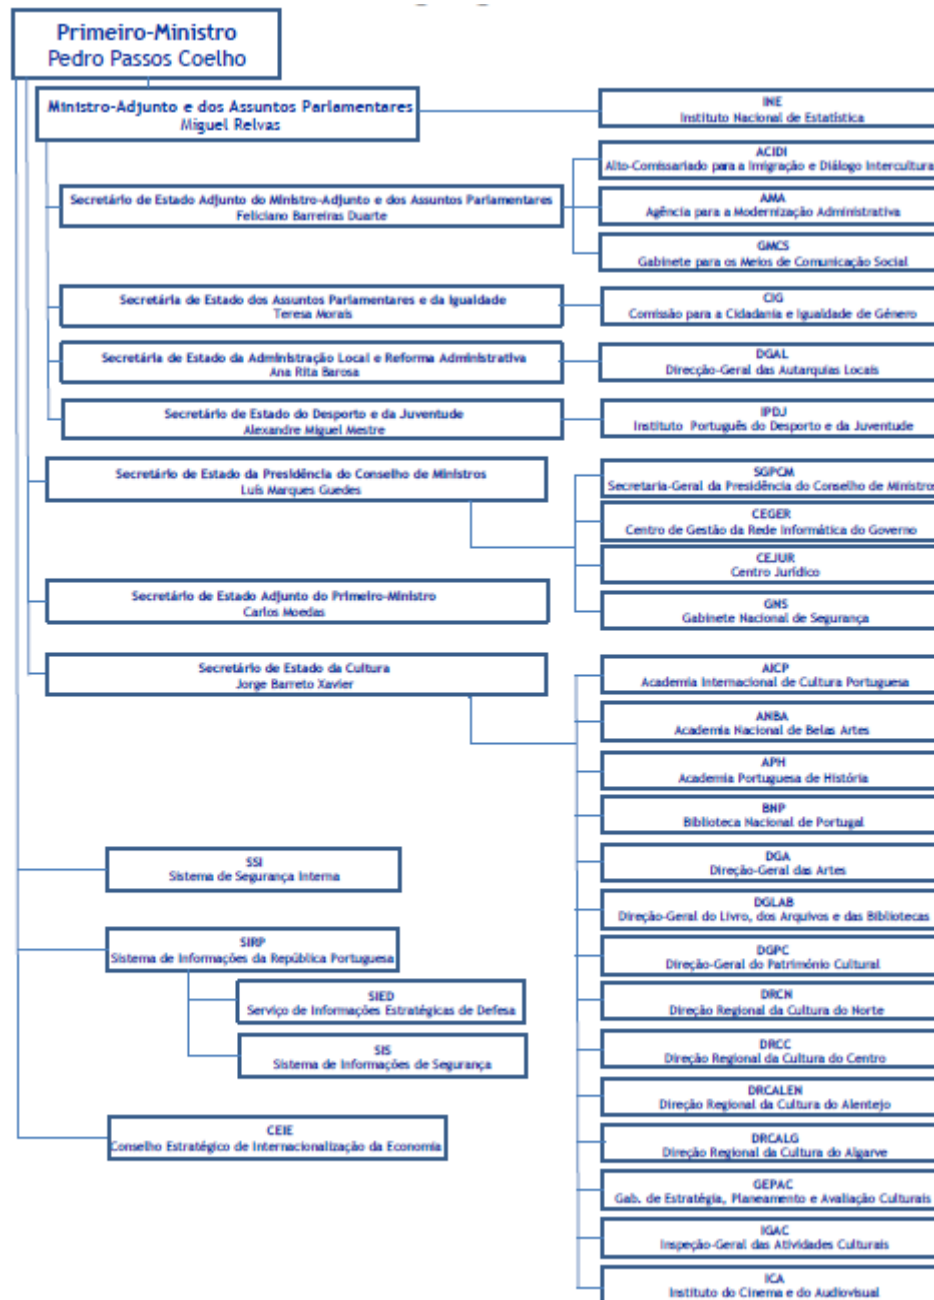 Primeiro-Ministro
Pedro Passos Coelho
Ministro-Adjunto e dos Assuntos Parlamentares
Miguel Relvas
INE
Instituto Nacional de Estatística
ACIDI
Alto-Comissariado para a Imigração e Diálogo Intercultural
Secretário de Estado Adjunto do Ministro-Adjunto e dos Assuntos Parlamentares
Feliciano Barreiras Duarte
AMA
Agência para a Modernização Administrativa
GMCS
Gabinete para os Meios de Comunicação Social
Secretária de Estado dos Assuntos Parlamentares e da Igualdade
Teresa Morais
CIG
Comissão para a Cidadania e Igualdade de Género
Secretária de Estado da Administração Local e Reforma Administrativa
Ana Rita Barosa
DGAL
Direcção-Geral das Autarquias Locais
Secretário de Estado do Desporto e da Juventude
Alexandre Miguel Mestre
IPDJ
Instituto Português do Desporto e da Juventude
Secretário de Estado da Presidência do Conselho de Ministros
Luís Marques Guedes
SGPCM
Secretaria-Geral da Presidência do Conselho de Ministros
CEGER
Centro de Gestão da Rede Informática do Governo
CEJUR
Centro Jurídico
Secretário de Estado Adjunto do Primeiro-Ministro
Carlos Moedas
GNS
Gabinete Nacional de Segurança
Secretário de Estado da Cultura
Jorge Barreto Xavier
AICP
Academia Internacional de Cultura Portuguesa
ANBA
Academia Nacional de Belas Artes
APH
Academia Portuguesa de História
BNP
Biblioteca Nacional de Portugal
SSI
Sistema de Segurança Interna
DGA
Direção-Geral das Artes
DGLAB
Direção-Geral do Livro, dos Arquivos e das Bibliotecas
SIRP
Sistema de Informações da República Portuguesa
DGPC
Direção-Geral do Património Cultural
SIED
Serviço de Informações Estratégicas de Defesa
DRCN
Direção Regional da Cultura do Norte
SIS
Sistema de Informações de Segurança
DRCC
Direção Regional da Cultura do Centro
DRCALEN
Direção Regional da Cultura do Alentejo
CEIE
Conselho Estratégico de Internacionalização da Economia
DRCALG
Direção Regional da Cultura do Algarve
GEPAC
Gab. de Estratégia, Planeamento e Avaliação Culturais
IGAC
Inspeção-Geral das Atividades Culturais
ICA
Instituto do Cinema e do Audiovisual